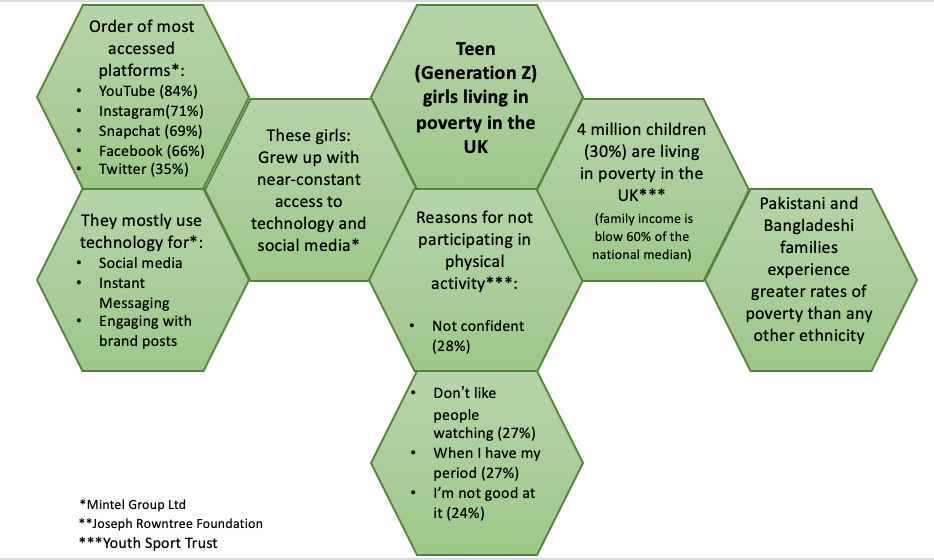 Order of most
accessed
platforms*:
• YouTube (84%)
• Instagram(71%)
• Snapchat (69%)
• Facebook (66%)
• Twitter (35%)
They mostly use
technology for*:
• Social media
• Instant
Messaging
• Engaging with
brand posts
These girls:
Grew up with
near-constant
access to
technology and
social media*
Teen
(Generation Z)
girls living in
poverty in the
UK
Reasons for not
participating in
physical
activity***:
• Not confident
(28%)
• Don't like
people
watching (27%)
• When I have my
period (27%)
• I'm not good at
it (24%)
4 million children
(30%) are living
in poverty in the
UK***
(family income is
blow 60% of the
national median)
Pakistani and
Bangladeshi
families
experience
greater rates of
poverty than any
other ethnicity
*Mintel Group Ltd
**Joseph Rowntree Foundation
***Youth Sport Trust